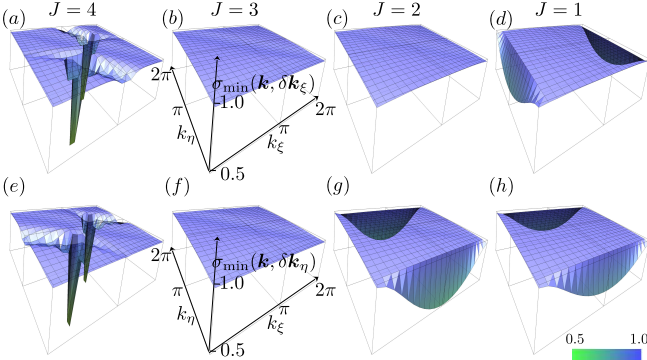 J = 4 J = 3 J = 2 J = 1
(a) (b) (c) (d)
2π σmin(k, δkξ)
1.0 2π
π π
kη kξ
0.5
(e) (f) (g) (h)
2π σmin(k, δkη)
1.0 2π
π π
kη kξ
0.5
0.5 1.0